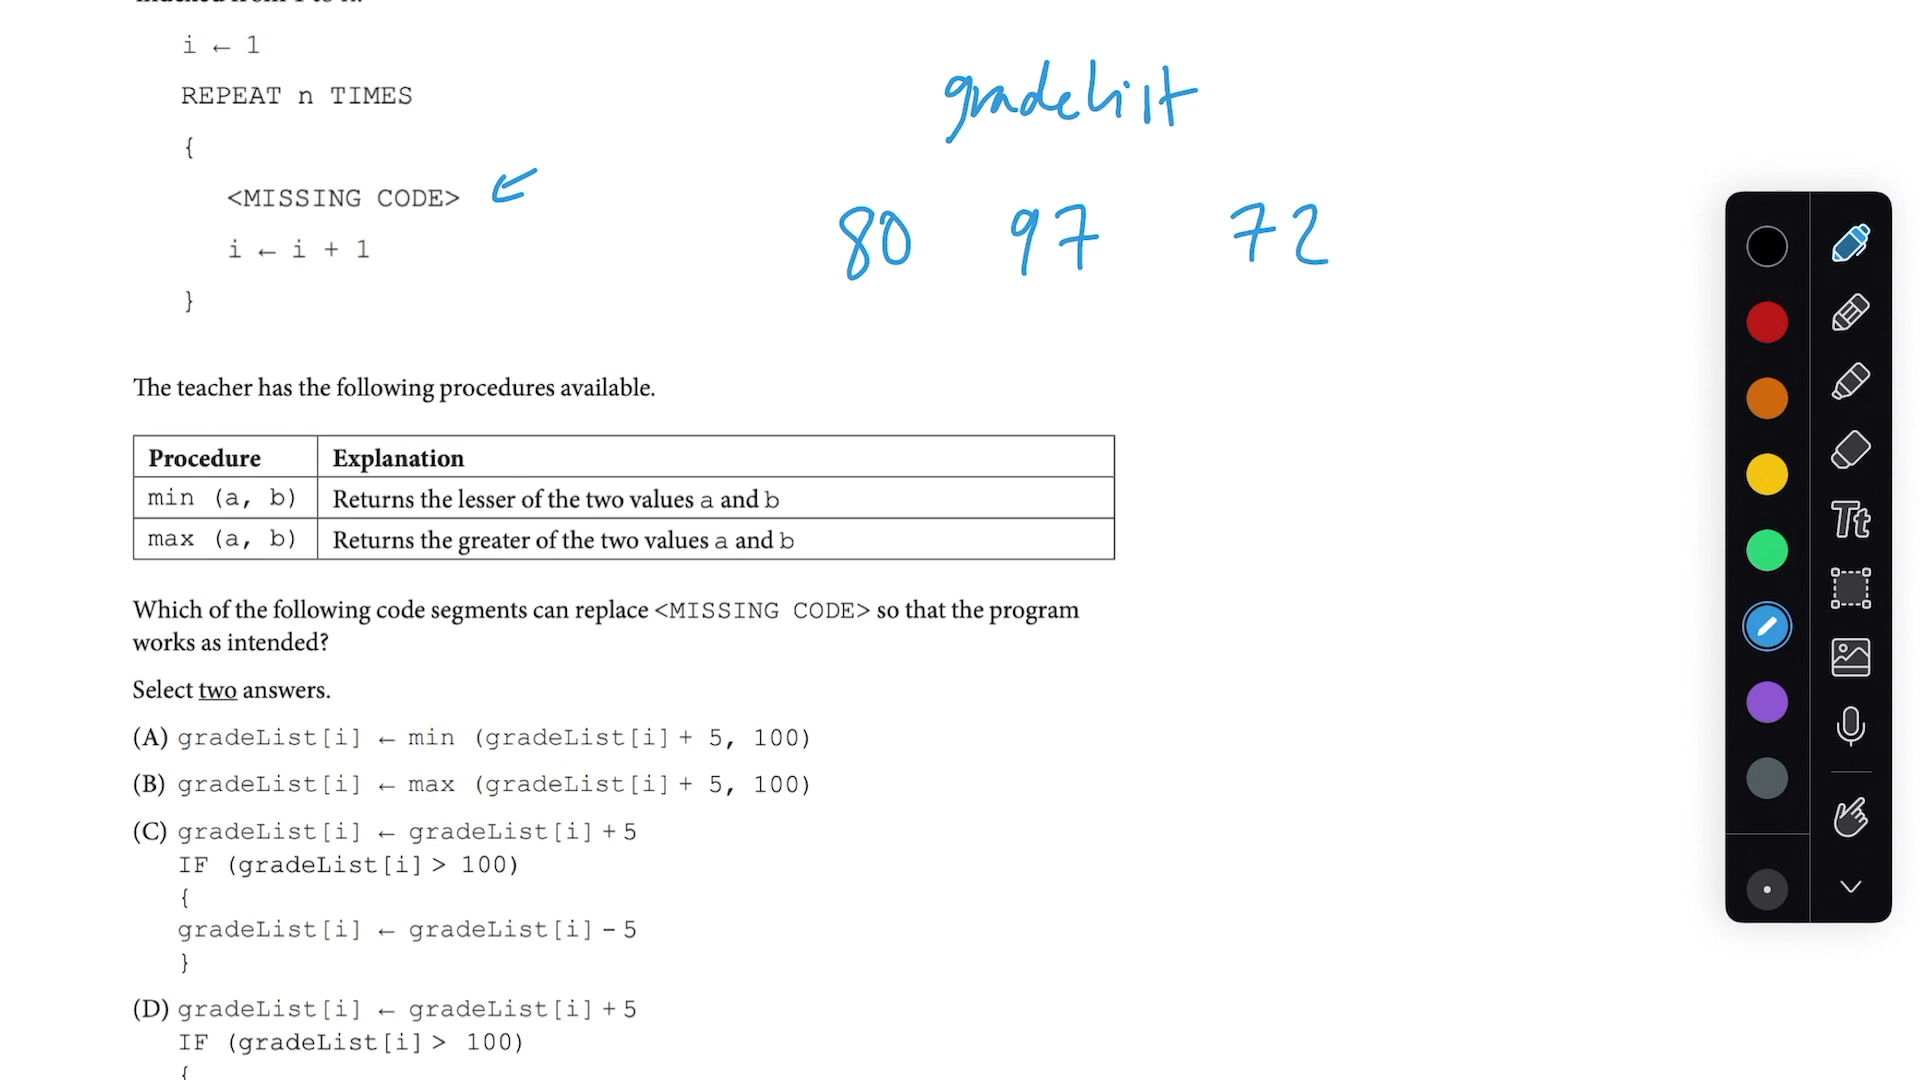 i ← 1
REPEAT n TIMES
{
<MISSING CODE>
i ← i + 1
}
gradeList
80 97 72
The teacher has the following procedures available.
Procedure Explanation
min (a, b) Returns the lesser of the two values a and b
max (a, b) Returns the greater of the two values a and b
Which of the following code segments can replace <MISSING CODE> so that the program
works as intended?
Select two answers.
(A) gradeList[i] ← min (gradeList[i] + 5, 100)
(B) gradeList[i] ← max (gradeList[i] + 5, 100)
(C) gradeList[i] ← gradeList[i] + 5
IF (gradeList[i] > 100)
{
gradeList[i] ← gradeList[i] - 5
}
(D) gradeList[i] ← gradeList[i] + 5
IF (gradeList[i] > 100)
{
Tt